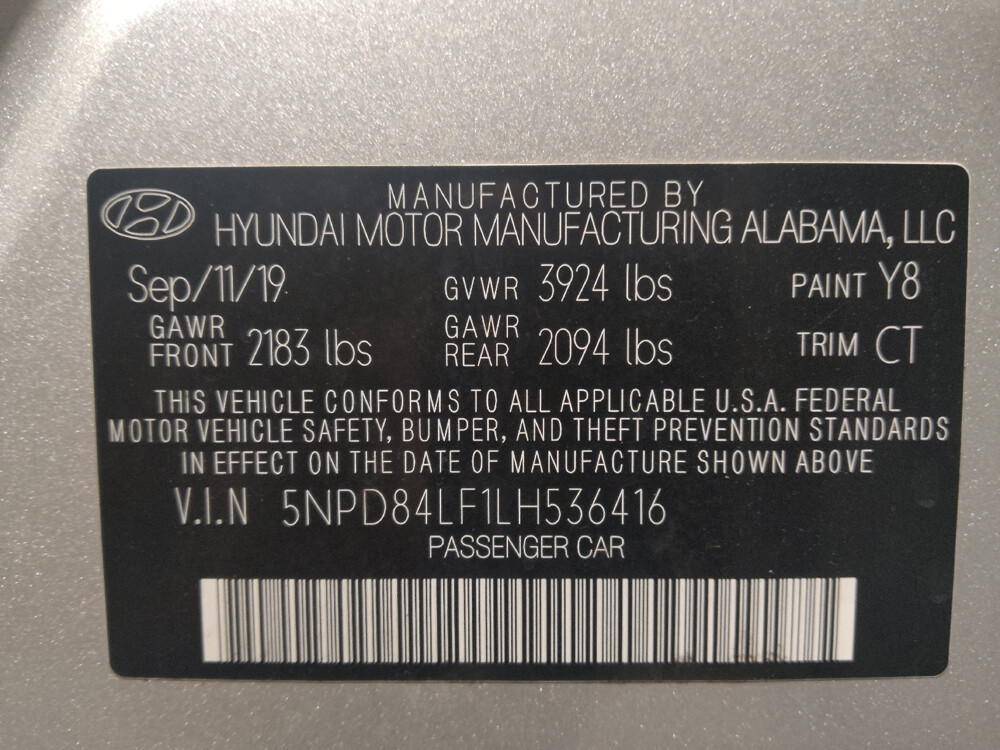 MANUFACTURED BY
HYUNDAI MOTOR MANUFACTURING ALABAMA, LLC
Sep/11/19 GVWR 3924 lbs PAINT Y8
GAWR FRONT 2183 lbs GAWR REAR 2094 lbs TRIM CT
THIS VEHICLE CONFORMS TO ALL APPLICABLE U.S.A. FEDERAL
MOTOR VEHICLE SAFETY, BUMPER, AND THEFT PREVENTION STANDARDS
IN EFFECT ON THE DATE OF MANUFACTURE SHOWN ABOVE
V.I.N 5NPD84LF1LH536416
PASSENGER CAR